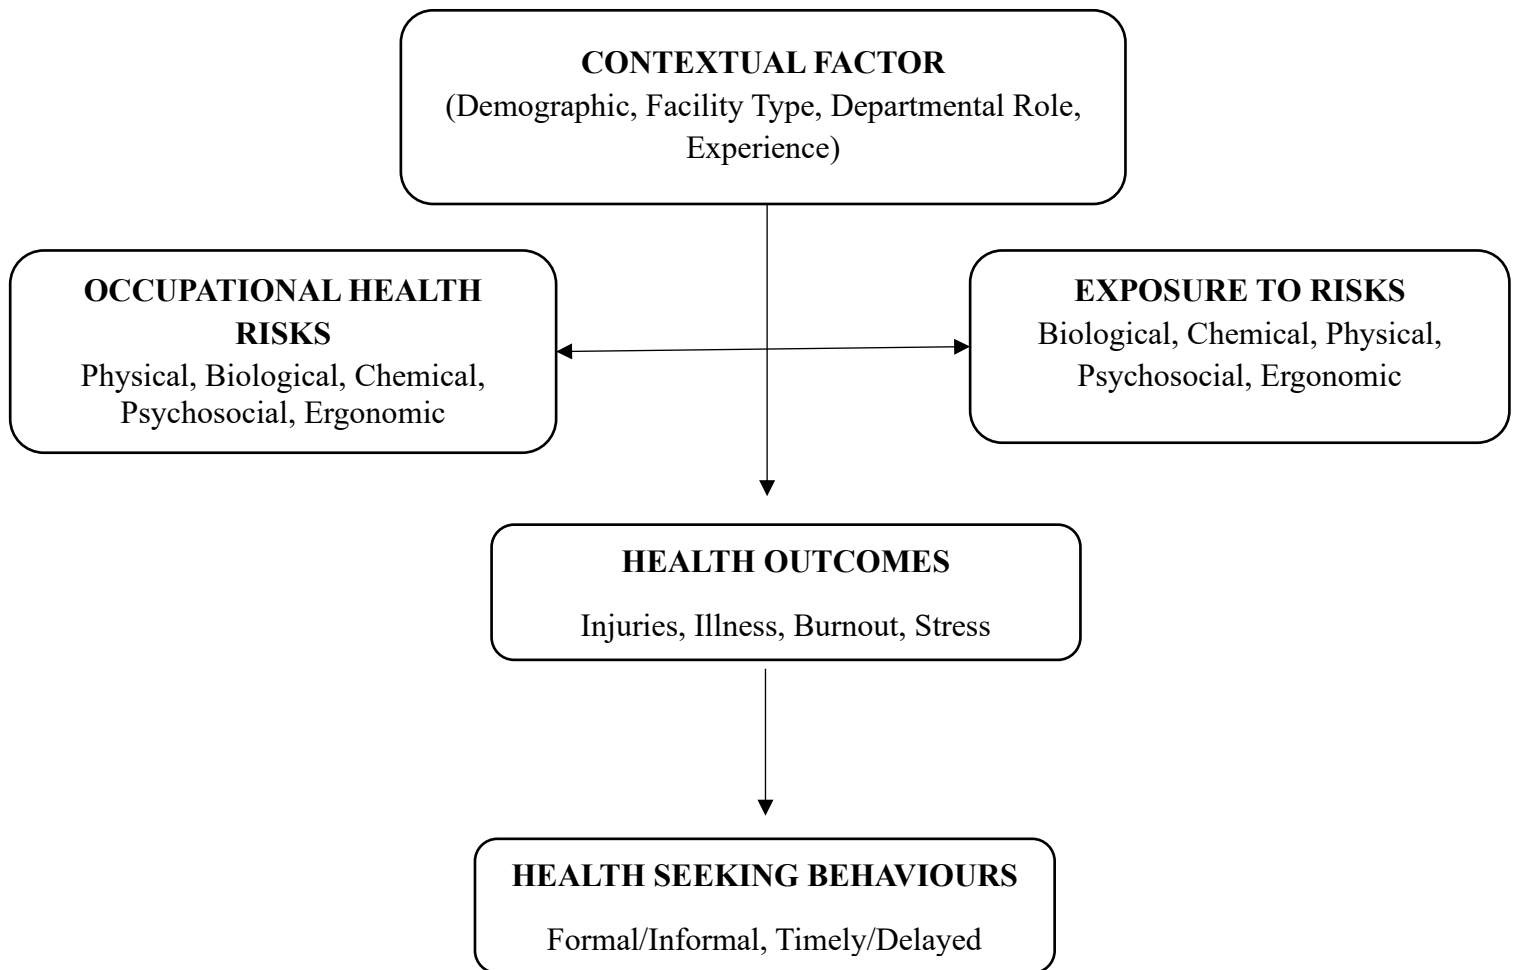 CONTEXTUAL FACTOR
(Demographic, Facility Type, Departmental Role,
Experience)
OCCUPATIONAL HEALTH
RISKS
Physical, Biological, Chemical,
Psychosocial, Ergonomic
EXPOSURE TO RISKS
Biological, Chemical, Physical,
Psychosocial, Ergonomic
HEALTH OUTCOMES
Injuries, Illness, Burnout, Stress
HEALTH SEEKING BEHAVIOURS
Formal/Informal, Timely/Delayed